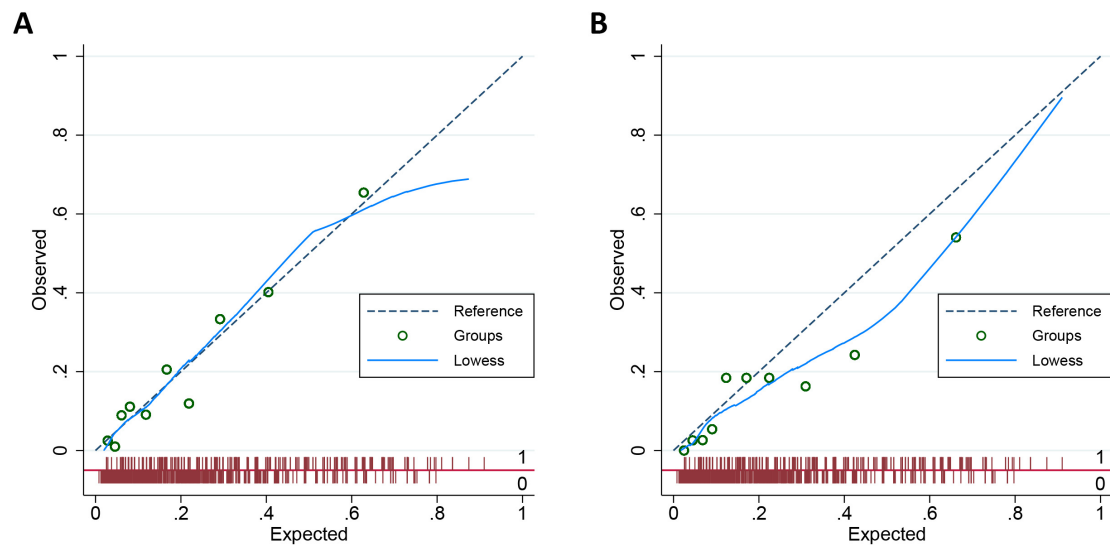 A
Observed
1
.8
.6
.4
.2
0
Reference
Groups
Lowess
1
0
0 .2 .4 .6 .8 1
Expected
B
Observed
1
.8
.6
.4
.2
0
Reference
Groups
Lowess
1
0
0 .2 .4 .6 .8 1
Expected